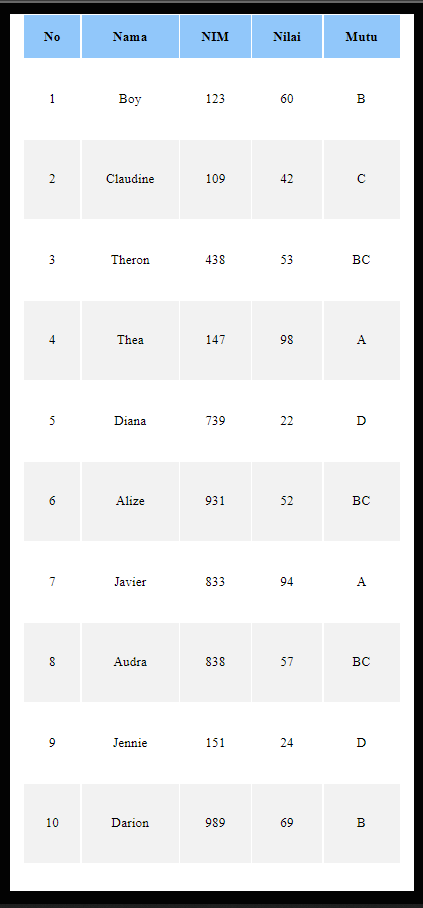 No Nama NIM Nilai Mutu
1 Boy 123 60 B
2 Claudine 109 42 C
3 Theron 438 53 BC
4 Thea 147 98 A
5 Diana 739 22 D
6 Alize 931 52 BC
7 Javier 833 94 A
8 Audra 838 57 BC
9 Jennie 151 24 D
10 Darion 989 69 B